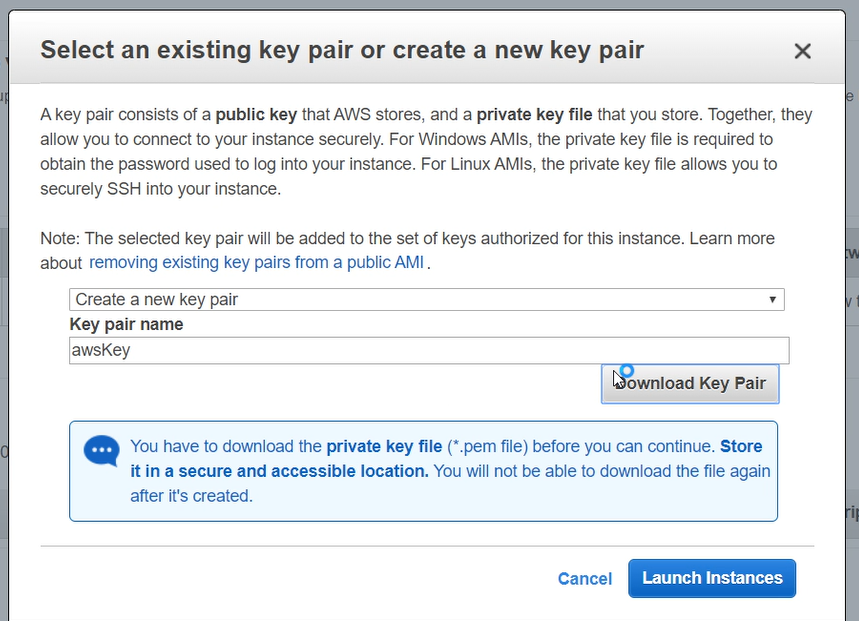 Select an existing key pair or create a new key pair
A key pair consists of a public key that AWS stores, and a private key file that you store. Together, they
allow you to connect to your instance securely. For Windows AMIs, the private key file is required to
obtain the password used to log into your instance. For Linux AMIs, the private key file allows you to
securely SSH into your instance.
Note: The selected key pair will be added to the set of keys authorized for this instance. Learn more
about removing existing key pairs from a public AMI.
Create a new key pair
Key pair name
awsKey
Download Key Pair
You have to download the private key file (*.pem file) before you can continue. Store
it in a secure and accessible location. You will not be able to download the file again
after it's created.
Cancel
Launch Instances